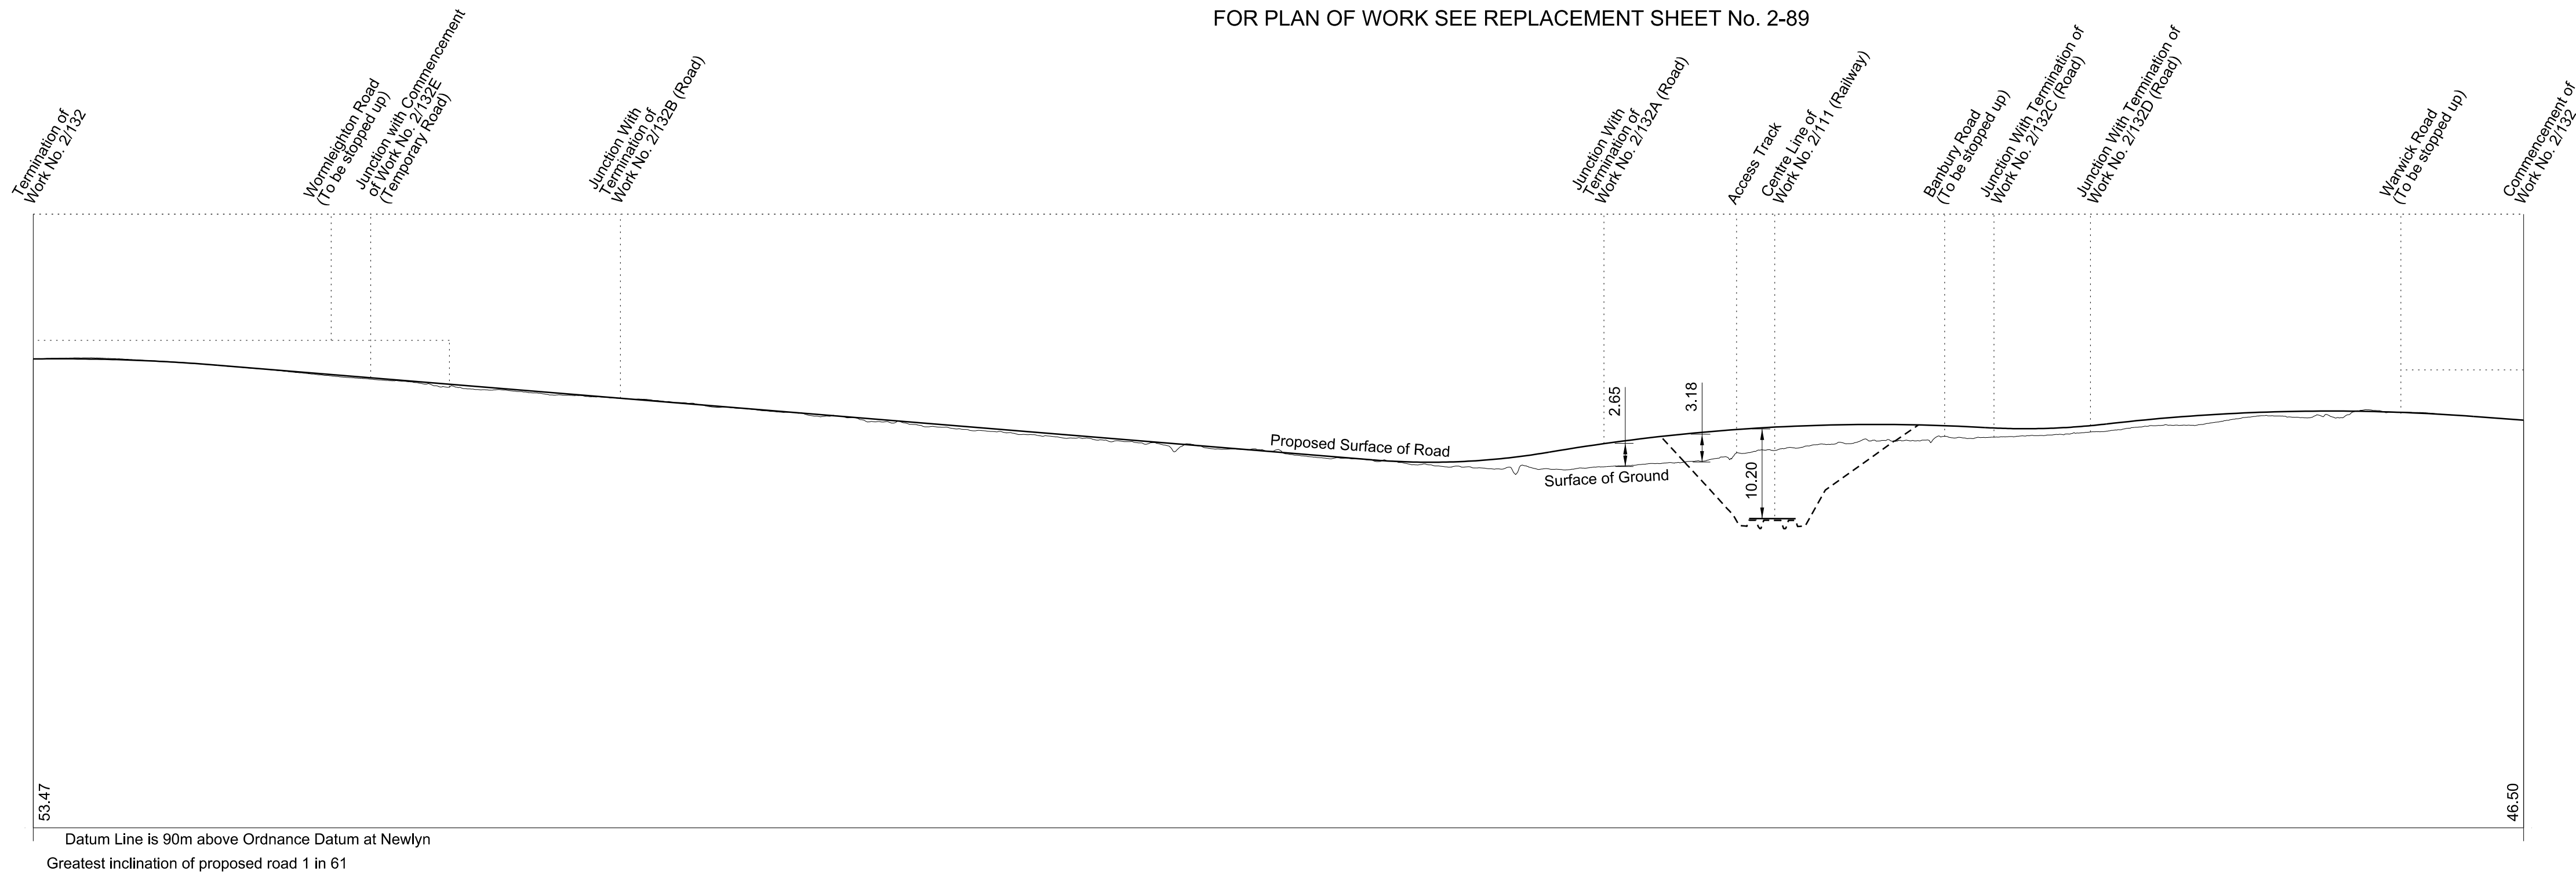 FOR PLAN OF WORK SEE REPLACEMENT SHEET No. 2-89
Termination of
Work No. 2/132
Wormleighton Road
(To be stopped up)
Junction with Commencement
of Work No. 2/132E
(Temporary Road)
Junction With
Termination of
Work No. 2/132B (Road)
Junction With
Termination of
Work No. 2/132A (Road)
Access Track
Centre Line of
Work No. 2/111 (Railway)
Banbury Road
(To be stopped up)
Junction With Termination of
Work No. 2/132C (Road)
Junction With Termination of
Work No. 2/132D (Road)
Warwick Road
(To be stopped up)
Commencement of
Work No. 2/132
2.65
3.18
10.20
Proposed Surface of Road
Surface of Ground
53.47
46.50
Datum Line is 90m above Ordnance Datum at Newlyn
Greatest inclination of proposed road 1 in 61